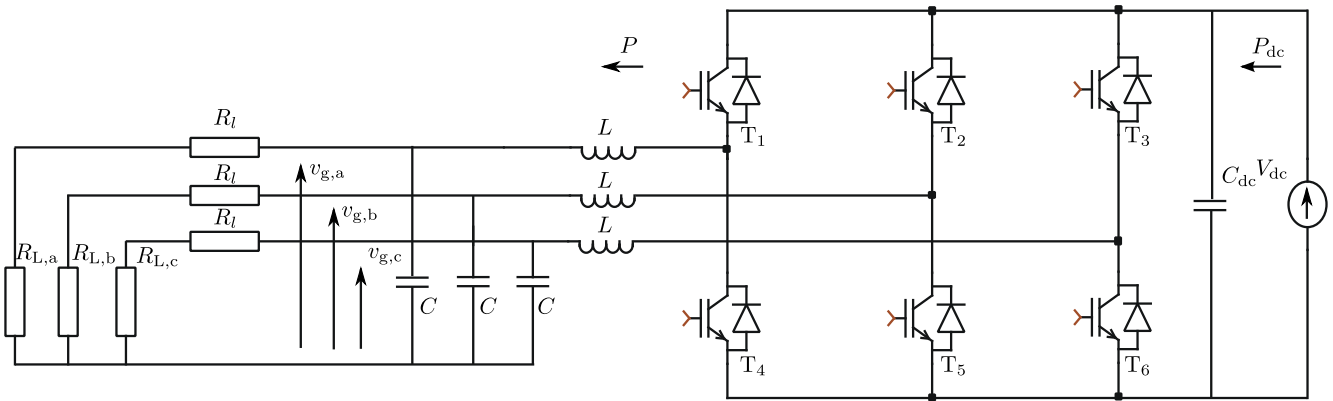 P
P_dc
T_1
T_2
T_3
R_l
L
v_g,a
R_l
L
C_dc
V_dc
v_g,b
R_l
L
R_L,a
R_L,b
R_L,c
v_g,c
C
C
C
T_4
T_5
T_6